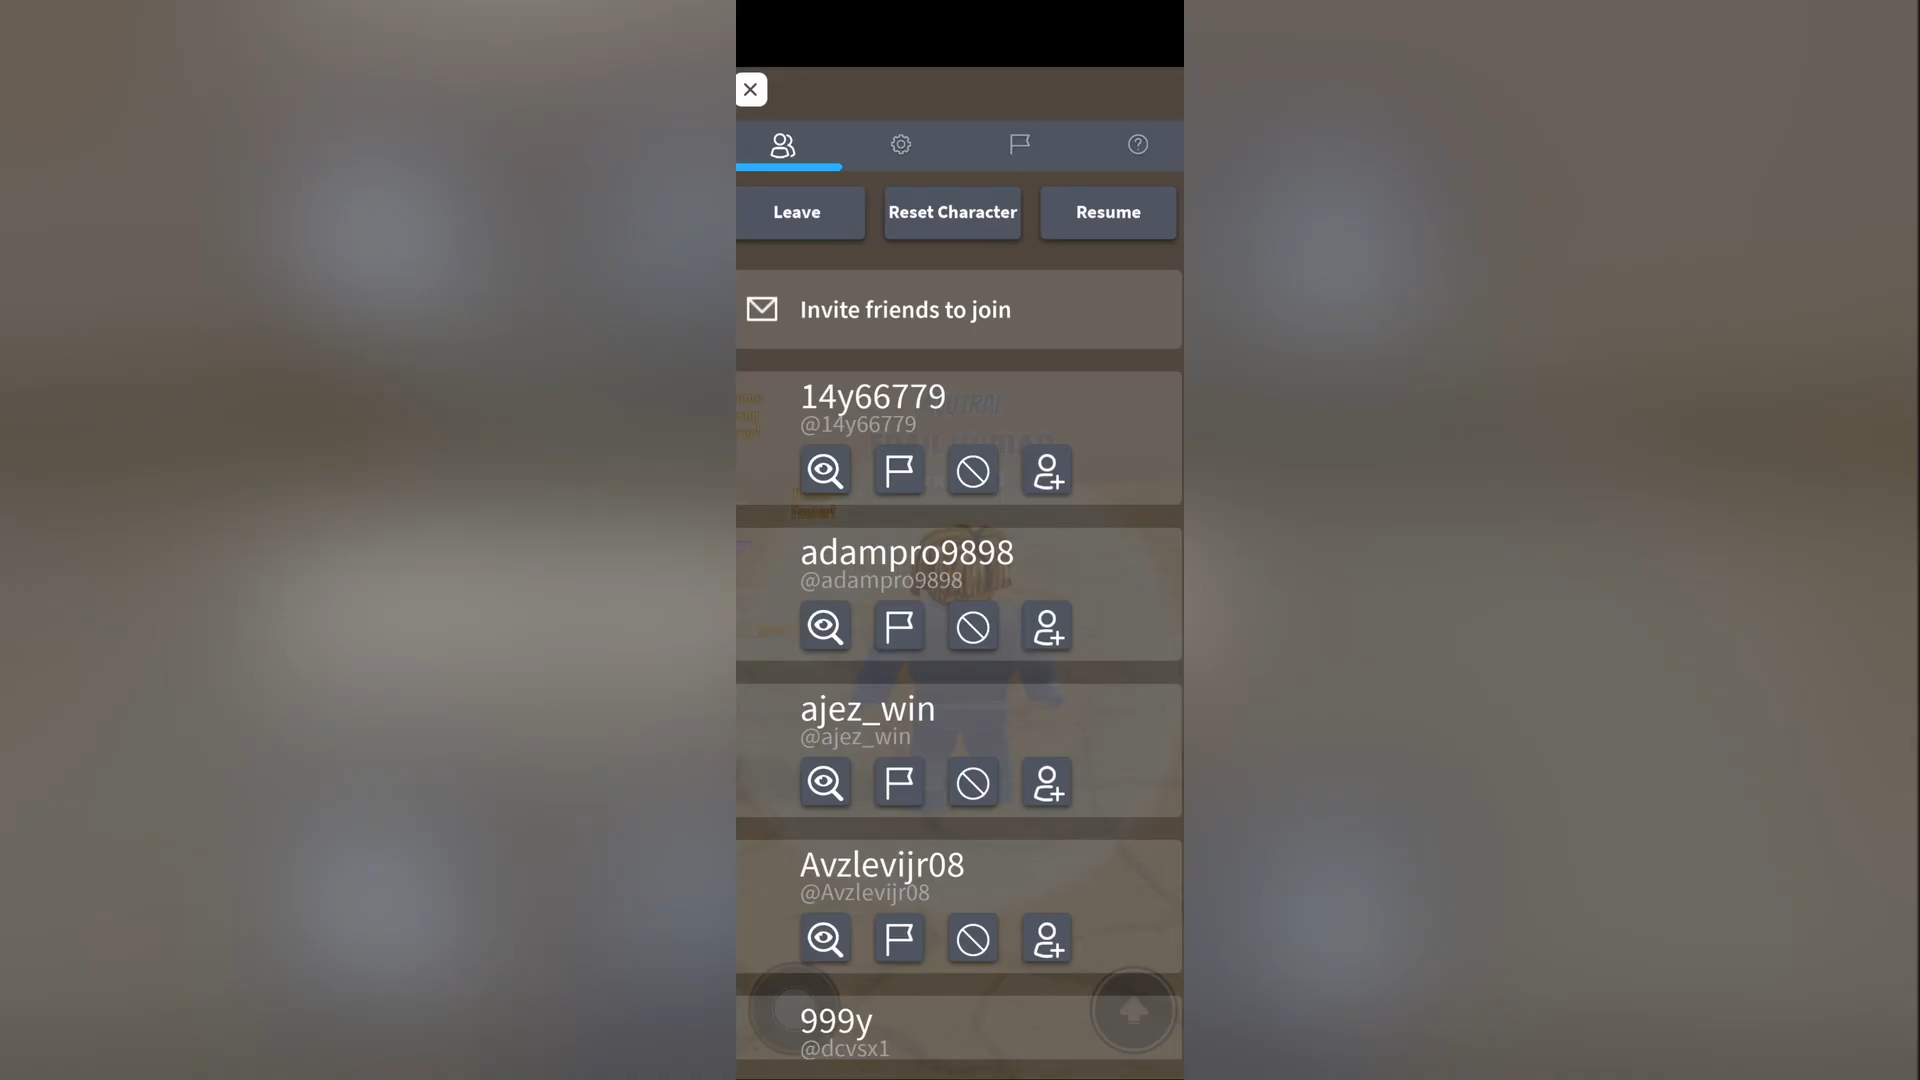 Leave
Reset Character
Resume
Invite friends to join
14y66779
@14y66779
adampro9898
@adampro9898
ajez_win
@ajez_win
Avzlevijr08
@Avzlevijr08
999y
@dcvsx1